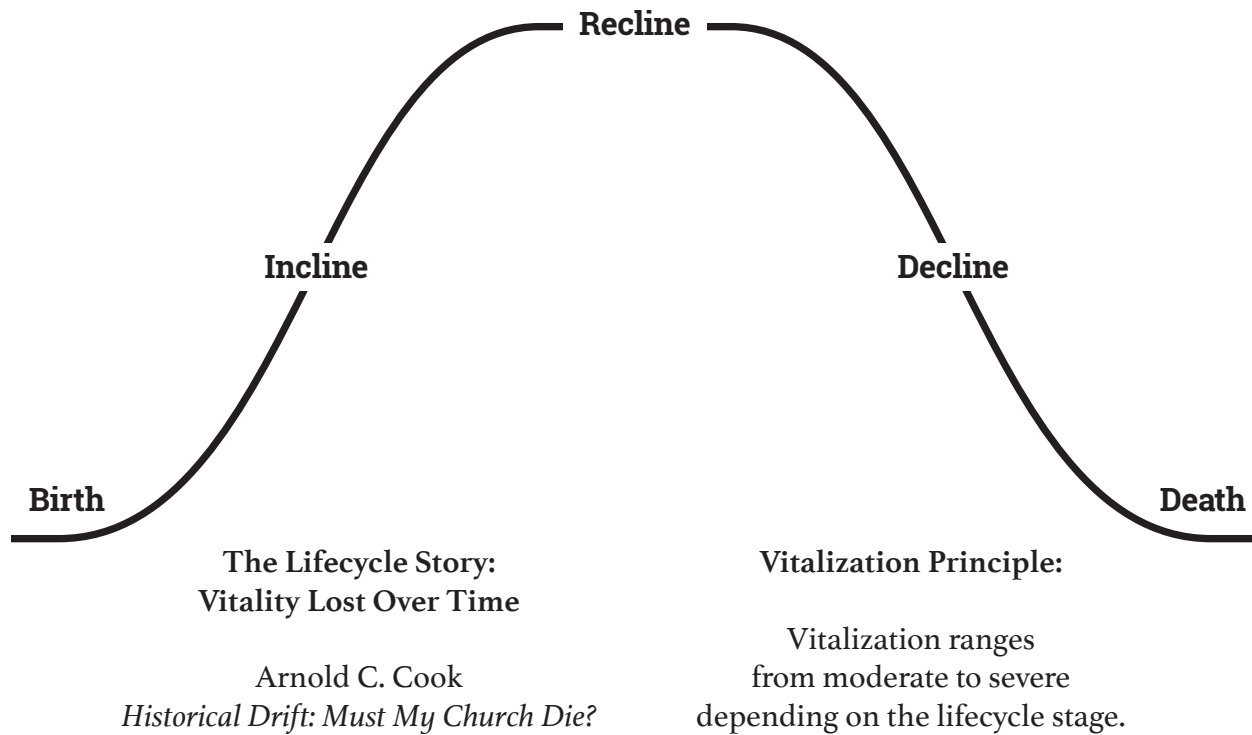 Recline
Incline
Decline
Birth
Death
The Lifecycle Story:
Vitality Lost Over Time
Arnold C. Cook
Historical Drift: Must My Church Die?
Vitalization Principle:
Vitalization ranges
from moderate to severe
depending on the lifecycle stage.